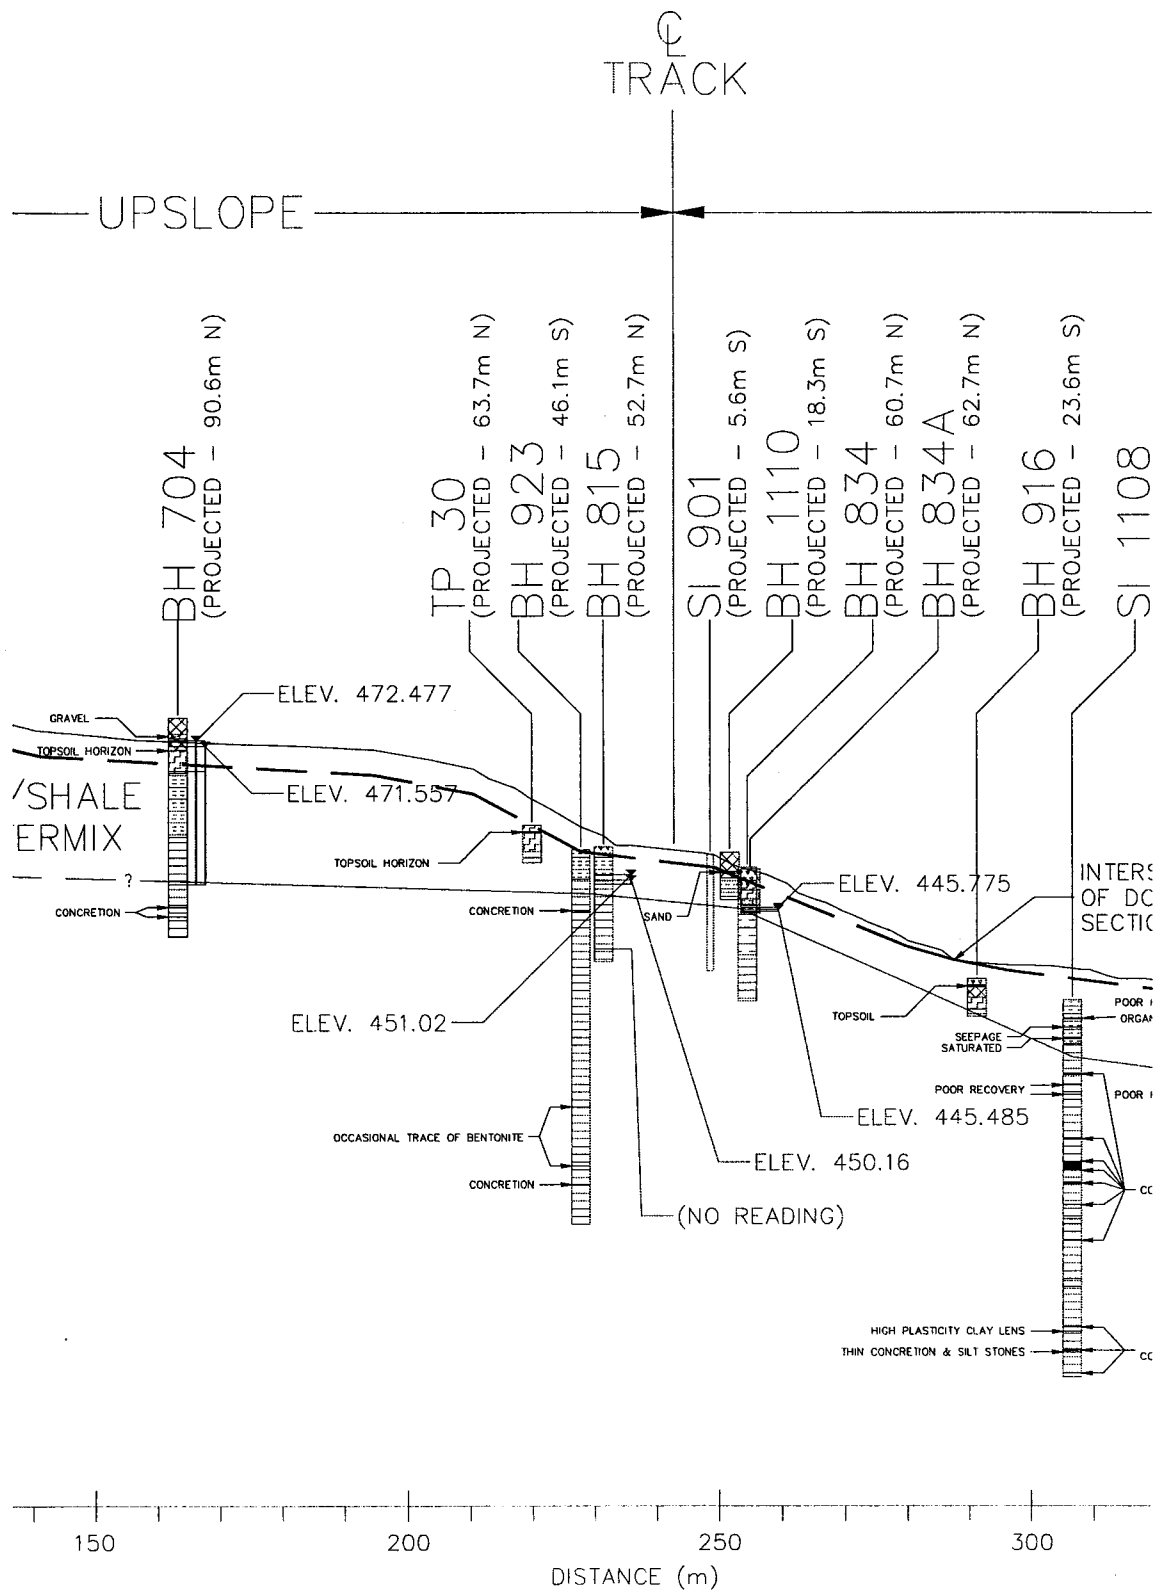 CL
TRACK
UPSLOPE
BH 704
(PROJECTED - 90.6m N)
TP 30
(PROJECTED - 63.7m N)
BH 923
(PROJECTED - 46.1m S)
BH 815
(PROJECTED - 52.7m N)
SI 901
(PROJECTED - 5.6m S)
BH 1110
(PROJECTED - 18.3m S)
BH 834
(PROJECTED - 60.7m N)
BH 834A
(PROJECTED - 62.7m N)
BH 916
(PROJECTED - 23.6m S)
SI 1108
ELEV. 472.477
GRAVEL
TOPSOIL HORIZON
ELEV. 471.557
/SHALE
ERMIX
TOPSOIL HORIZON
?
ELEV. 445.775
INTERS
OF DO
SECTIO
CONCRETION
CONCRETION
SAND
ELEV. 451.02
TOPSOIL
POOR
ORGAN
SEEPAGE
SATURATED
POOR RECOVERY
POOR
ELEV. 445.485
OCCASIONAL TRACE OF BENTONITE
ELEV. 450.16
CONCRETION
CO
(NO READING)
HIGH PLASTICITY CLAY LENS
THIN CONCRETION & SILT STONES
CO
150 200 250 300
DISTANCE (m)